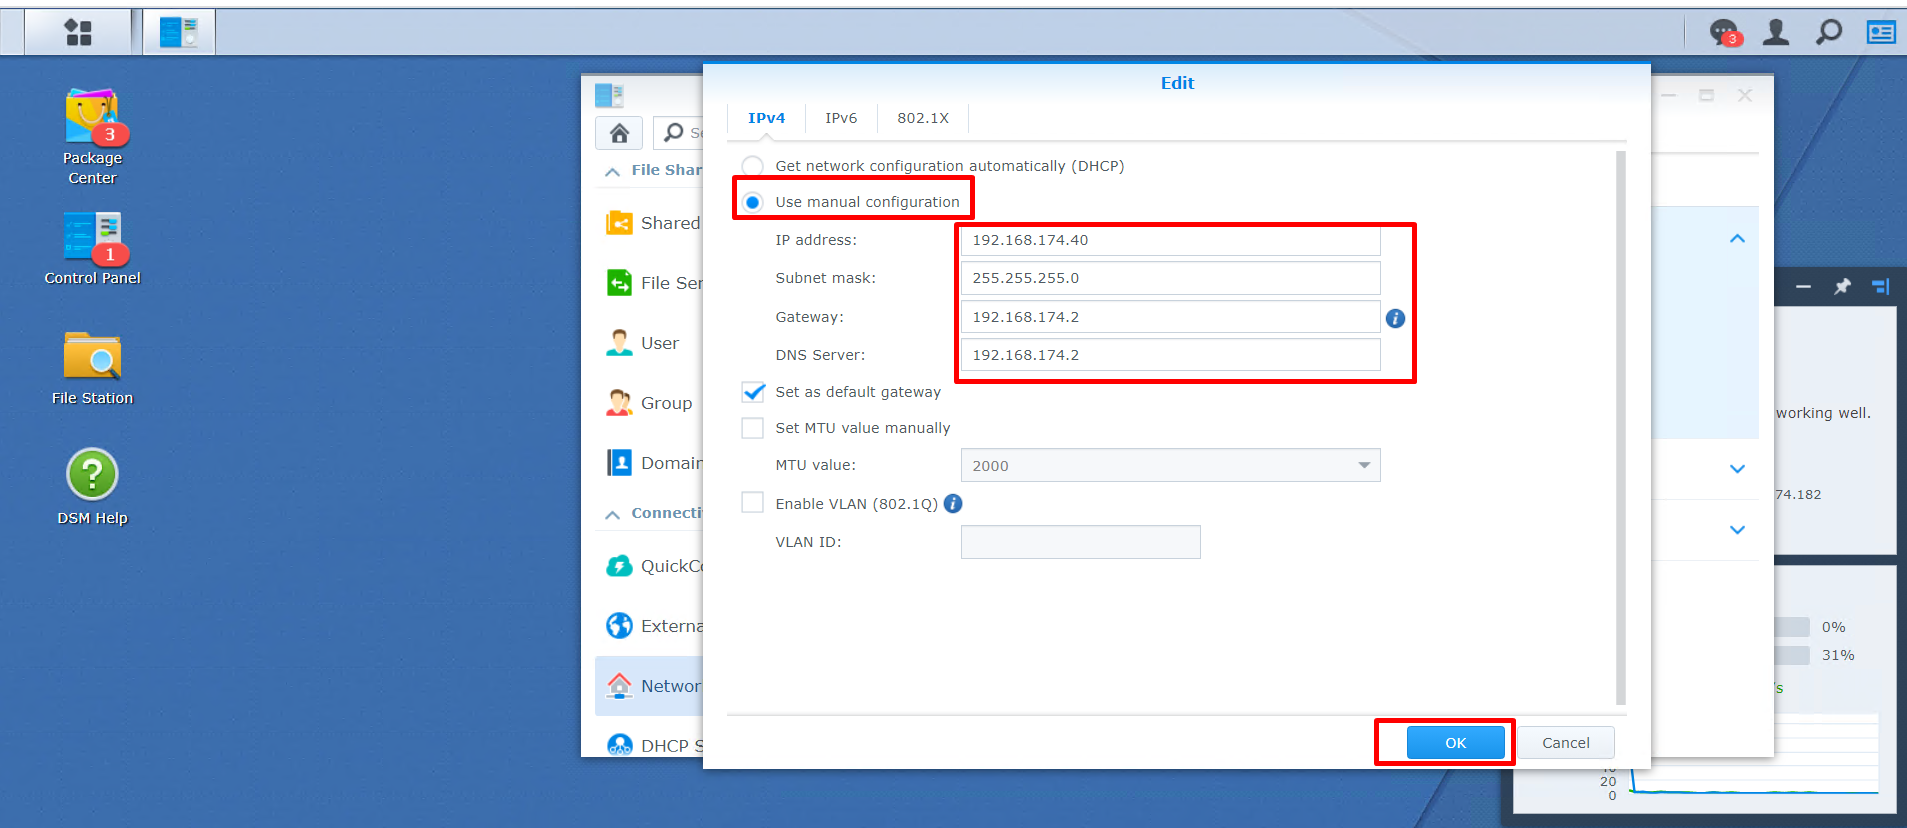 3
Edit
IPv4 IPv6 802.1X
Get network configuration automatically (DHCP)
Use manual configuration
IP address: 192.168.174.40
Subnet mask: 255.255.255.0
Gateway: 192.168.174.2
DNS Server: 192.168.174.2
Set as default gateway
Set MTU value manually
MTU value: 2000
Enable VLAN (802.1Q)
VLAN ID:
OK Cancel
3
Package
Center
1
Control Panel
File Station
?
DSM Help
File Shar
Shared
File Ser
User
Group
Domain
Connecti
QuickCo
Externa
Networ
DHCP S
working well.
74.182
0%
31%
20
0